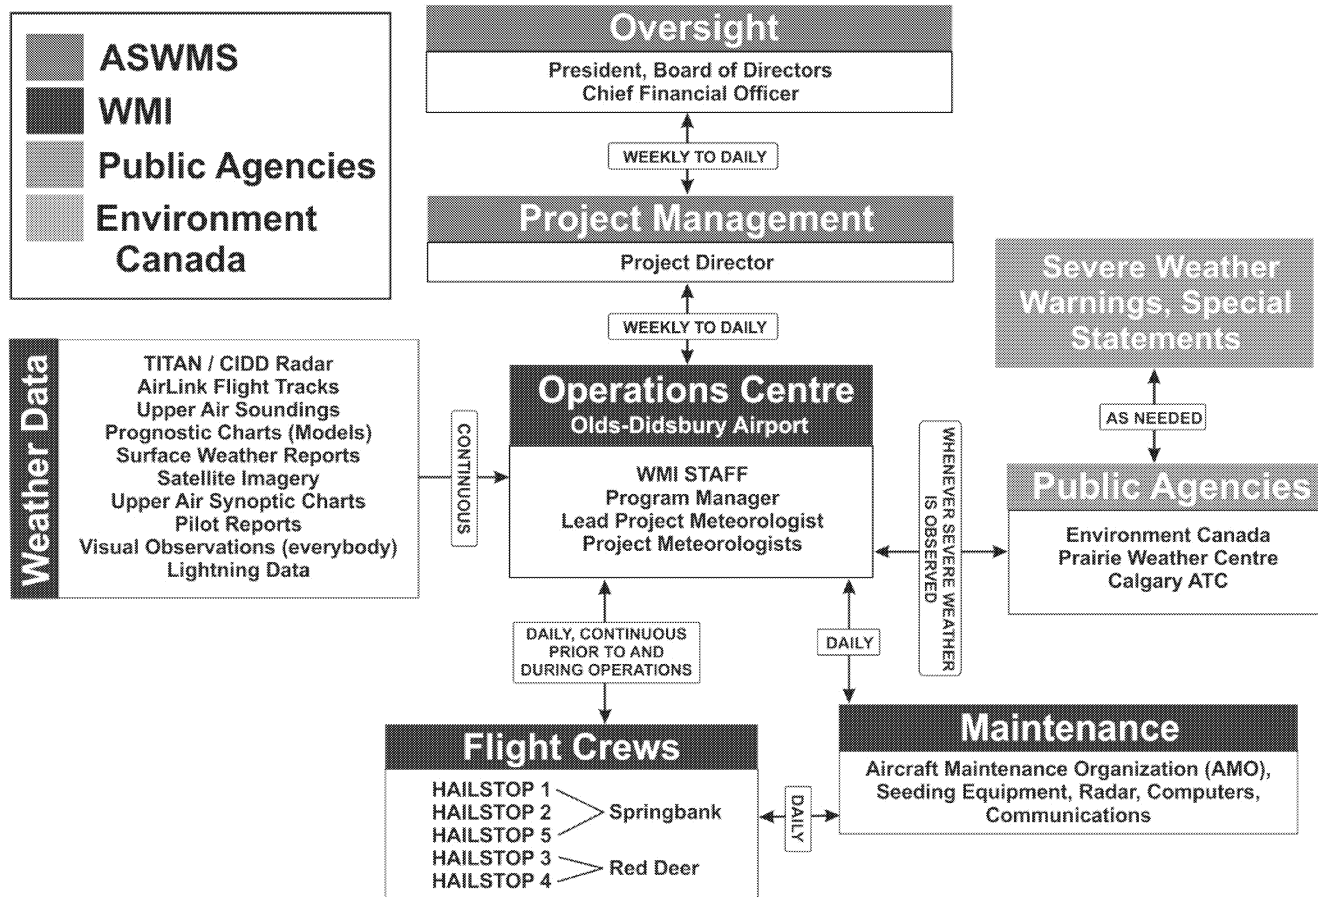 ASWMS
WMI
Public Agencies
Environment
Canada
Oversight
President, Board of Directors
Chief Financial Officer
WEEKLY TO DAILY
Project Management
Project Director
WEEKLY TO DAILY
Severe Weather
Warnings, Special
Statements
AS NEEDED
Public Agencies
Environment Canada
Prairie Weather Centre
Calgary ATC
Weather Data
TITAN / CIDD Radar
AirLink Flight Tracks
Upper Air Soundings
Prognostic Charts (Models)
Surface Weather Reports
Satellite Imagery
Upper Air Synoptic Charts
Pilot Reports
Visual Observations (everybody)
Lightning Data
CONTINUOUS
Operations Centre
Olds-Didsbury Airport
WMI STAFF
Program Manager
Lead Project Meteorologist
Project Meteorologists
WHENEVER SEVERE WEATHER
IS OBSERVED
DAILY, CONTINUOUS
PRIOR TO AND
DURING OPERATIONS
DAILY
Flight Crews
HAILSTOP 1
HAILSTOP 2
HAILSTOP 5
Springbank
HAILSTOP 3
HAILSTOP 4
Red Deer
DAILY
Maintenance
Aircraft Maintenance Organization (AMO),
Seeding Equipment, Radar, Computers,
Communications